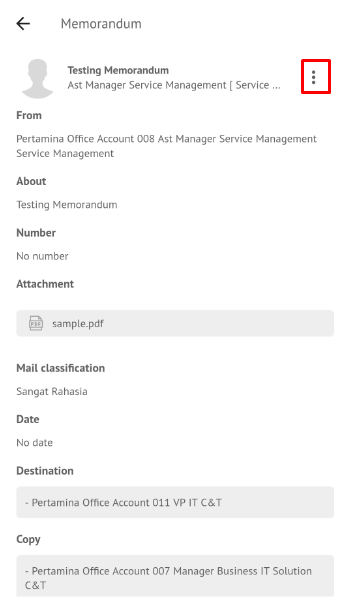 Memorandum
Testing Memorandum
Ast Manager Service Management [ Service ...
From
Pertamina Office Account 008 Ast Manager Service Management
Service Management
About
Testing Memorandum
Number
No number
Attachment
PDF
sample.pdf
Mail classification
Sangat Rahasia
Date
No date
Destination
- Pertamina Office Account 011 VP IT C&T
Copy
- Pertamina Office Account 007 Manager Business IT Solution
C&T